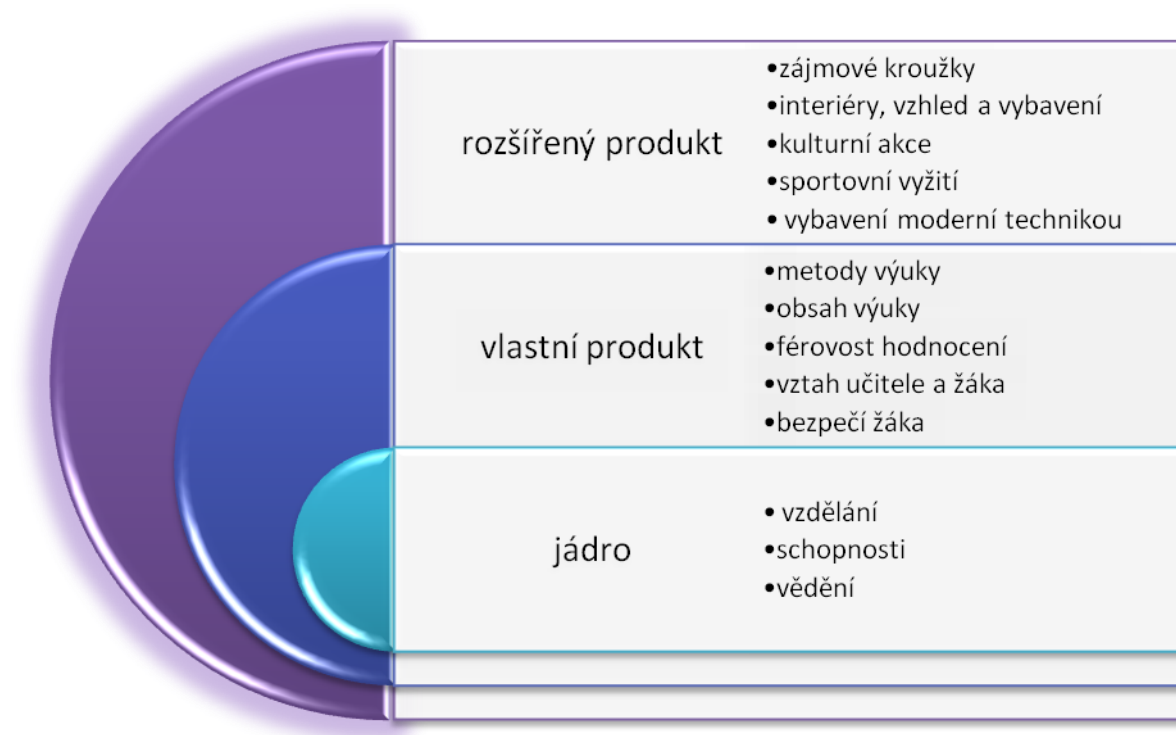 rozšířený produkt
•zájmové kroužky
•interiéry, vzhled a vybavení
•kulturní akce
•sportovní vyžití
• vybavení moderní technikou
vlastní produkt
•metody výuky
•obsah výuky
•férovost hodnocení
•vztah učitele a žáka
•bezpečí žáka
jádro
• vzdělání
•schopnosti
•vědění